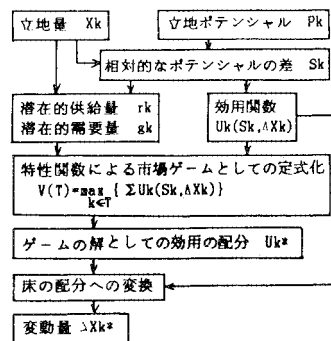 立地量 Xk
立地ポテンシャル Pk
相対的なポテンシャルの差 Sk
潜在的供給量 rk
潜在的需要量 gk
効用関数
Uk(Sk,ΔXk)
特性関数による市場ゲームとしての定式化
V(T)=max { ΣUk(Sk,ΔXk)}
k∈T
ゲームの解としての効用の配分 Uk*
床の配分への変換
変動量 ΔXk*